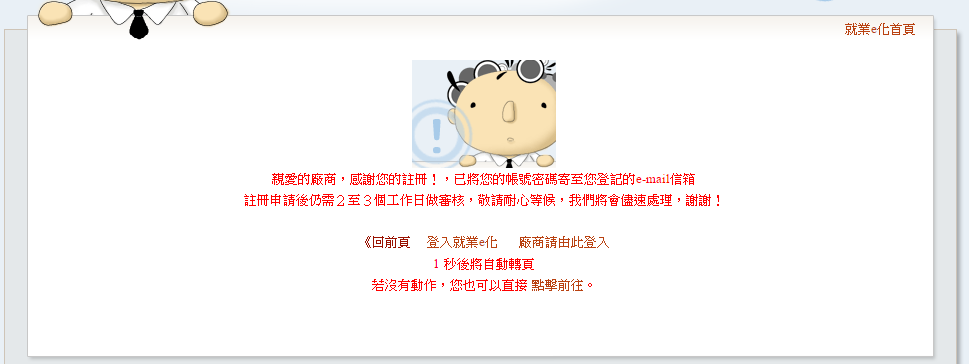 就業e化首頁
親愛的廠商，感謝您的註冊！，已將您的帳號密碼寄至您登記的e-mail信箱
註冊申請後仍需２至３個工作日做審核，敬請耐心等候，我們將會儘速處理，謝謝！
《回前頁 登入就業e化 廠商請由此登入
1 秒後將自動轉頁
若沒有動作，您也可以直接 點擊前往。